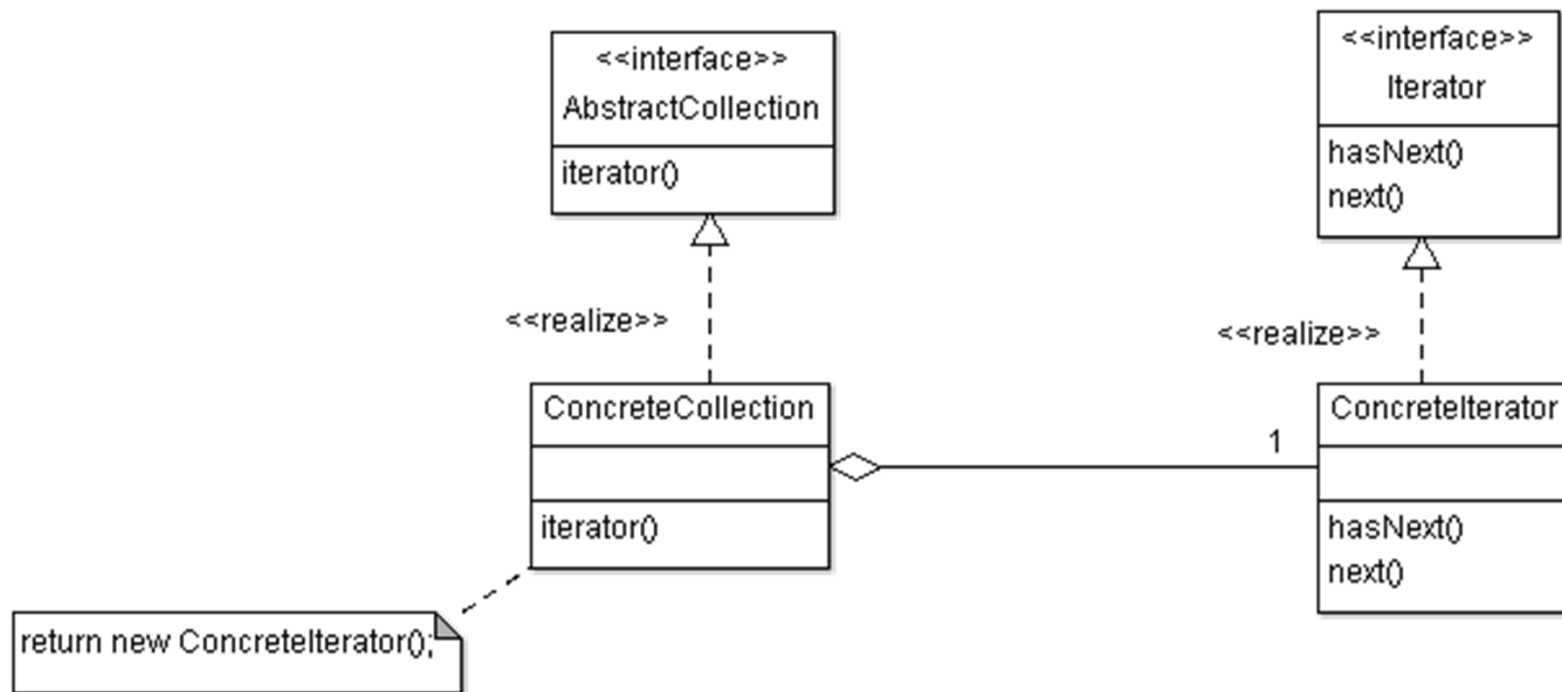 <<interface>>
AbstractCollection
iterator()
<<interface>>
Iterator
hasNext()
next()
<<realize>>
<<realize>>
ConcreteCollection
iterator()
1
ConcreteIterator
hasNext()
next()
return new ConcreteIterator();